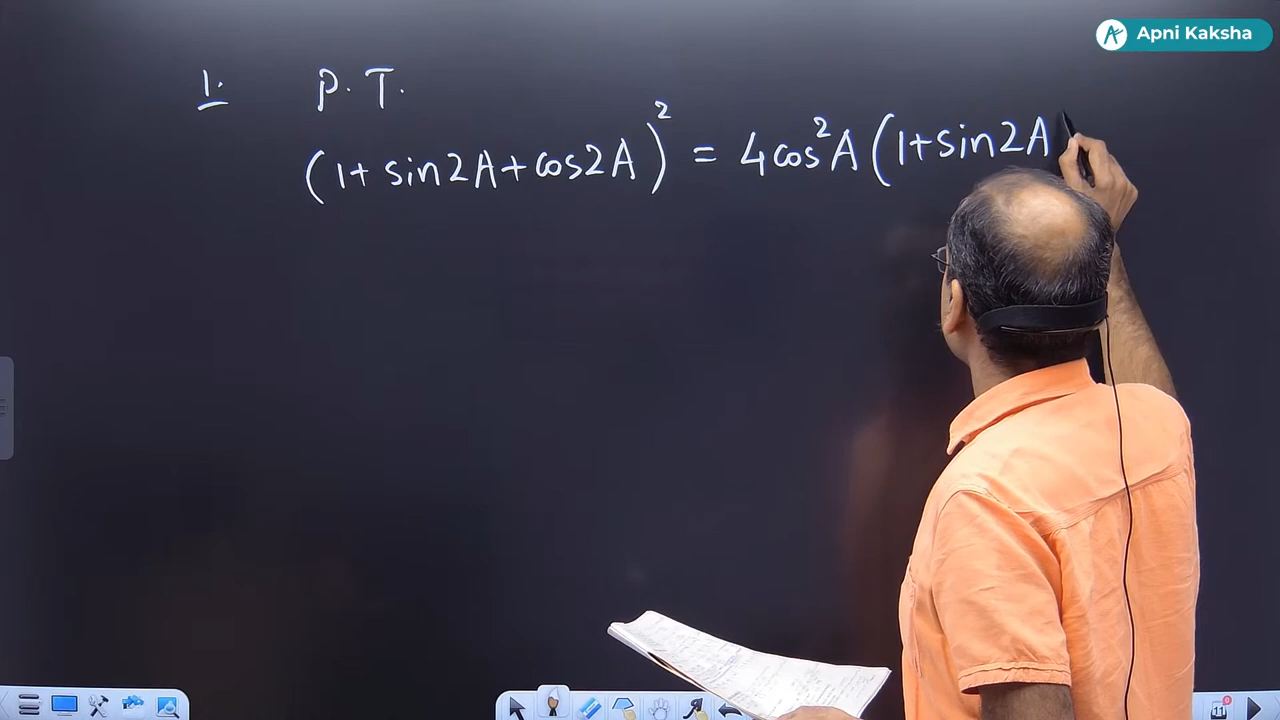 Apni Kaksha
1. P.T.
(1+ sin2A+cos2A)² = 4cos²A(1+sin2A